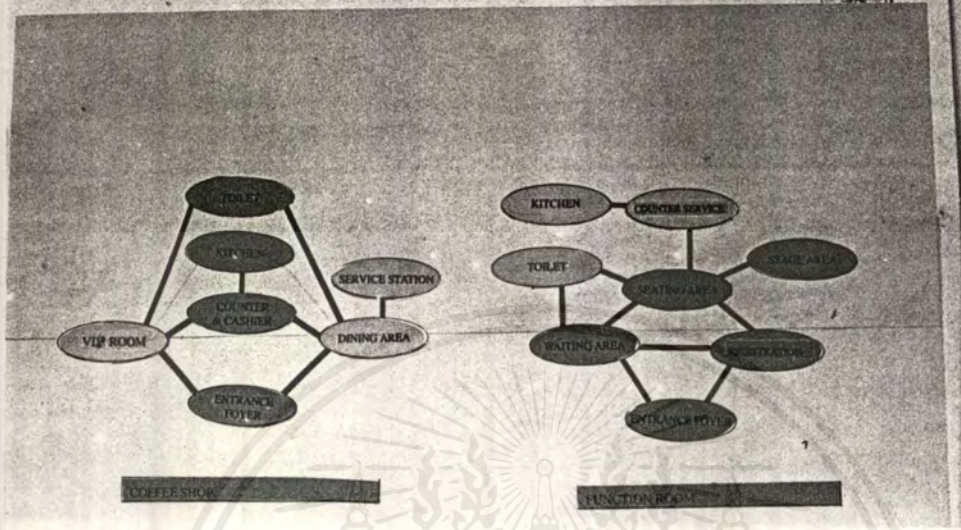 TOILET
KITCHEN
SERVICE STATION
COUNTER
& CASHIER
VIP ROOM
DINING AREA
ENTRANCE
FOYER
COFFEE SHOP
KITCHEN
COUNTER SERVICE
TOILET
STAGE AREA
SEATING AREA
WAITING AREA
REGISTRATION
ENTRANCE FOYER
FUNCTION ROOM